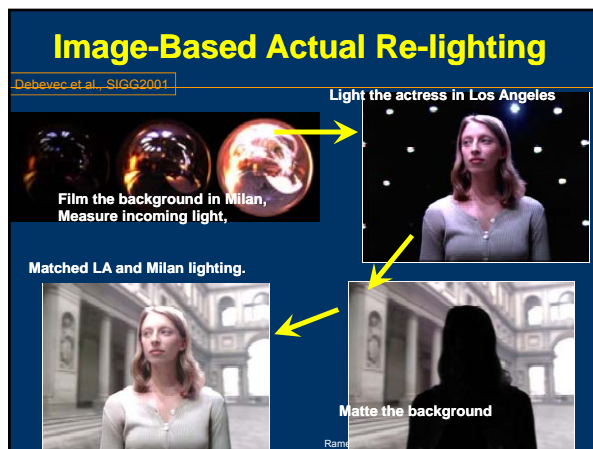 Image-Based Actual Re-lighting
Debevec et al., SIGG2001
Light the actress in Los Angeles
Film the background in Milan,
Measure incoming light,
Matched LA and Milan lighting.
Matte the background